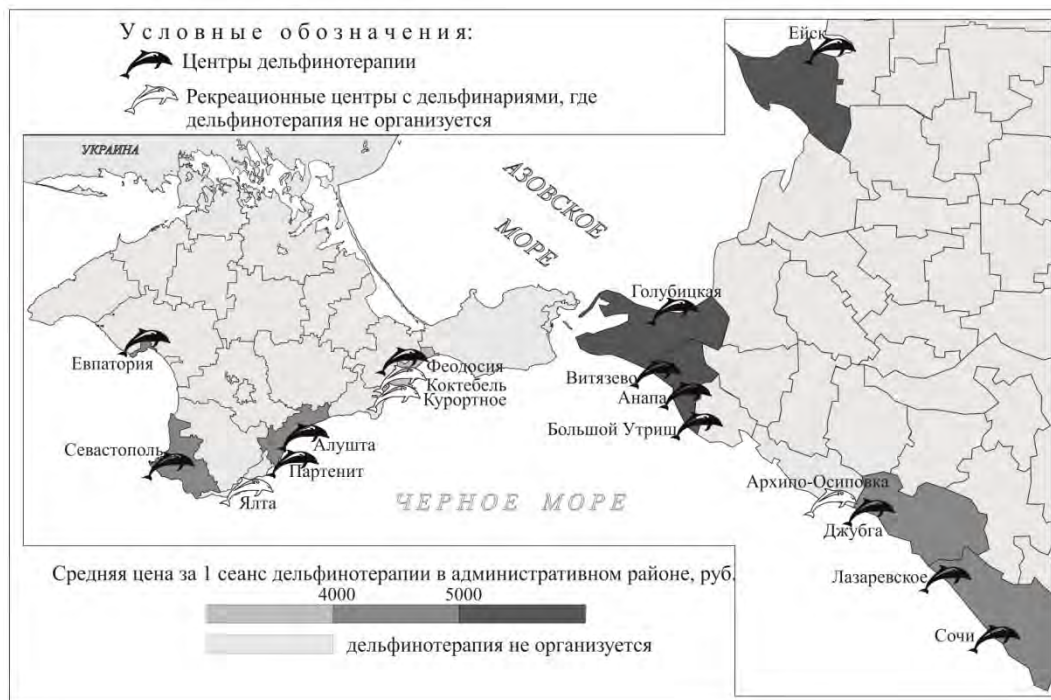 Условные обозначения:
Центры дельфинотерапии
Рекреационные центры с дельфинариями, где
дельфинотерапия не организуется
Ейск
УКРАИНА
АЗОВСКОЕ
МОРЕ
Голубицкая
Евпатория
Феодосия
Коктебель
Курортное
Витязево
Анапа
Большой Утриш
Севастополь
Алушта
Партенит
Ялта
ЧЕРНОЕ МОРЕ
Архипо-Осиповка
Джубга
Лазаревское
Сочи
Средняя цена за 1 сеанс дельфинотерапии в административном районе, руб.
4000 5000
дельфинотерапия не организуется